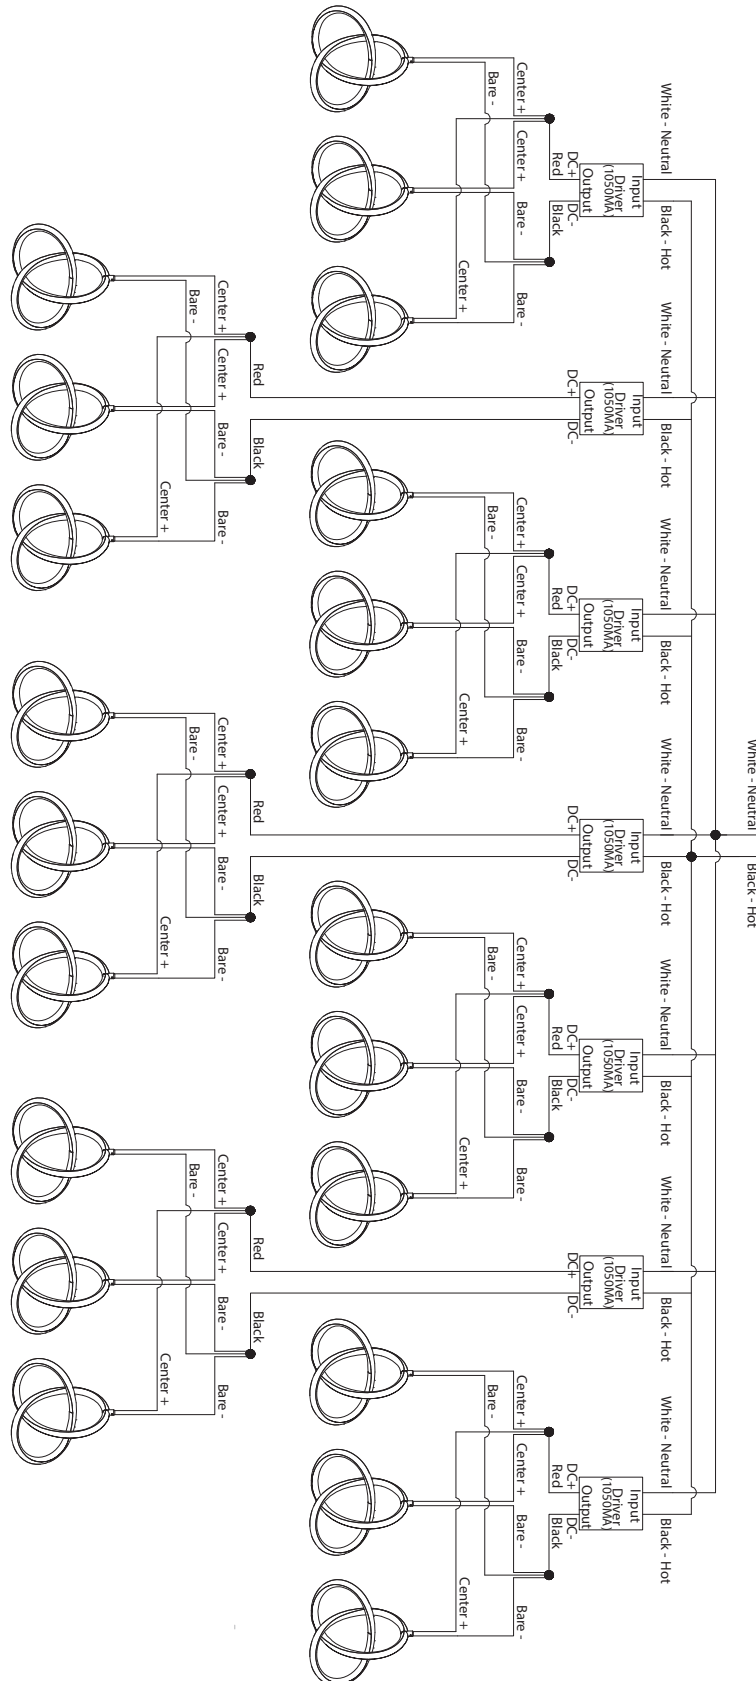 White - Neutral
Black - Hot
White - Neutral
Black - Hot
Input
Driver
(1050MA)
Output
DC+
DC-
Red
Black
Center +
Center +
Bare -
Bare -
Bare -
Center +
White - Neutral
Black - Hot
Input
Driver
(1050MA)
Output
DC+
DC-
Red
Black
Center +
Center +
Bare -
Bare -
Bare -
Center +
White - Neutral
Black - Hot
Input
Driver
(1050MA)
Output
DC+
DC-
Red
Black
Center +
Center +
Bare -
Bare -
Bare -
Center +
White - Neutral
Black - Hot
Input
Driver
(1050MA)
Output
DC+
DC-
Red
Black
Center +
Center +
Bare -
Bare -
Bare -
Center +
White - Neutral
Black - Hot
Input
Driver
(1050MA)
Output
DC+
DC-
Red
Black
Center +
Center +
Bare -
Bare -
Bare -
Center +
White - Neutral
Black - Hot
Input
Driver
(1050MA)
Output
DC+
DC-
Red
Black
Center +
Center +
Bare -
Bare -
Bare -
Center +
White - Neutral
Black - Hot
Input
Driver
(1050MA)
Output
DC+
DC-
Red
Black
Center +
Center +
Bare -
Bare -
Bare -
Center +